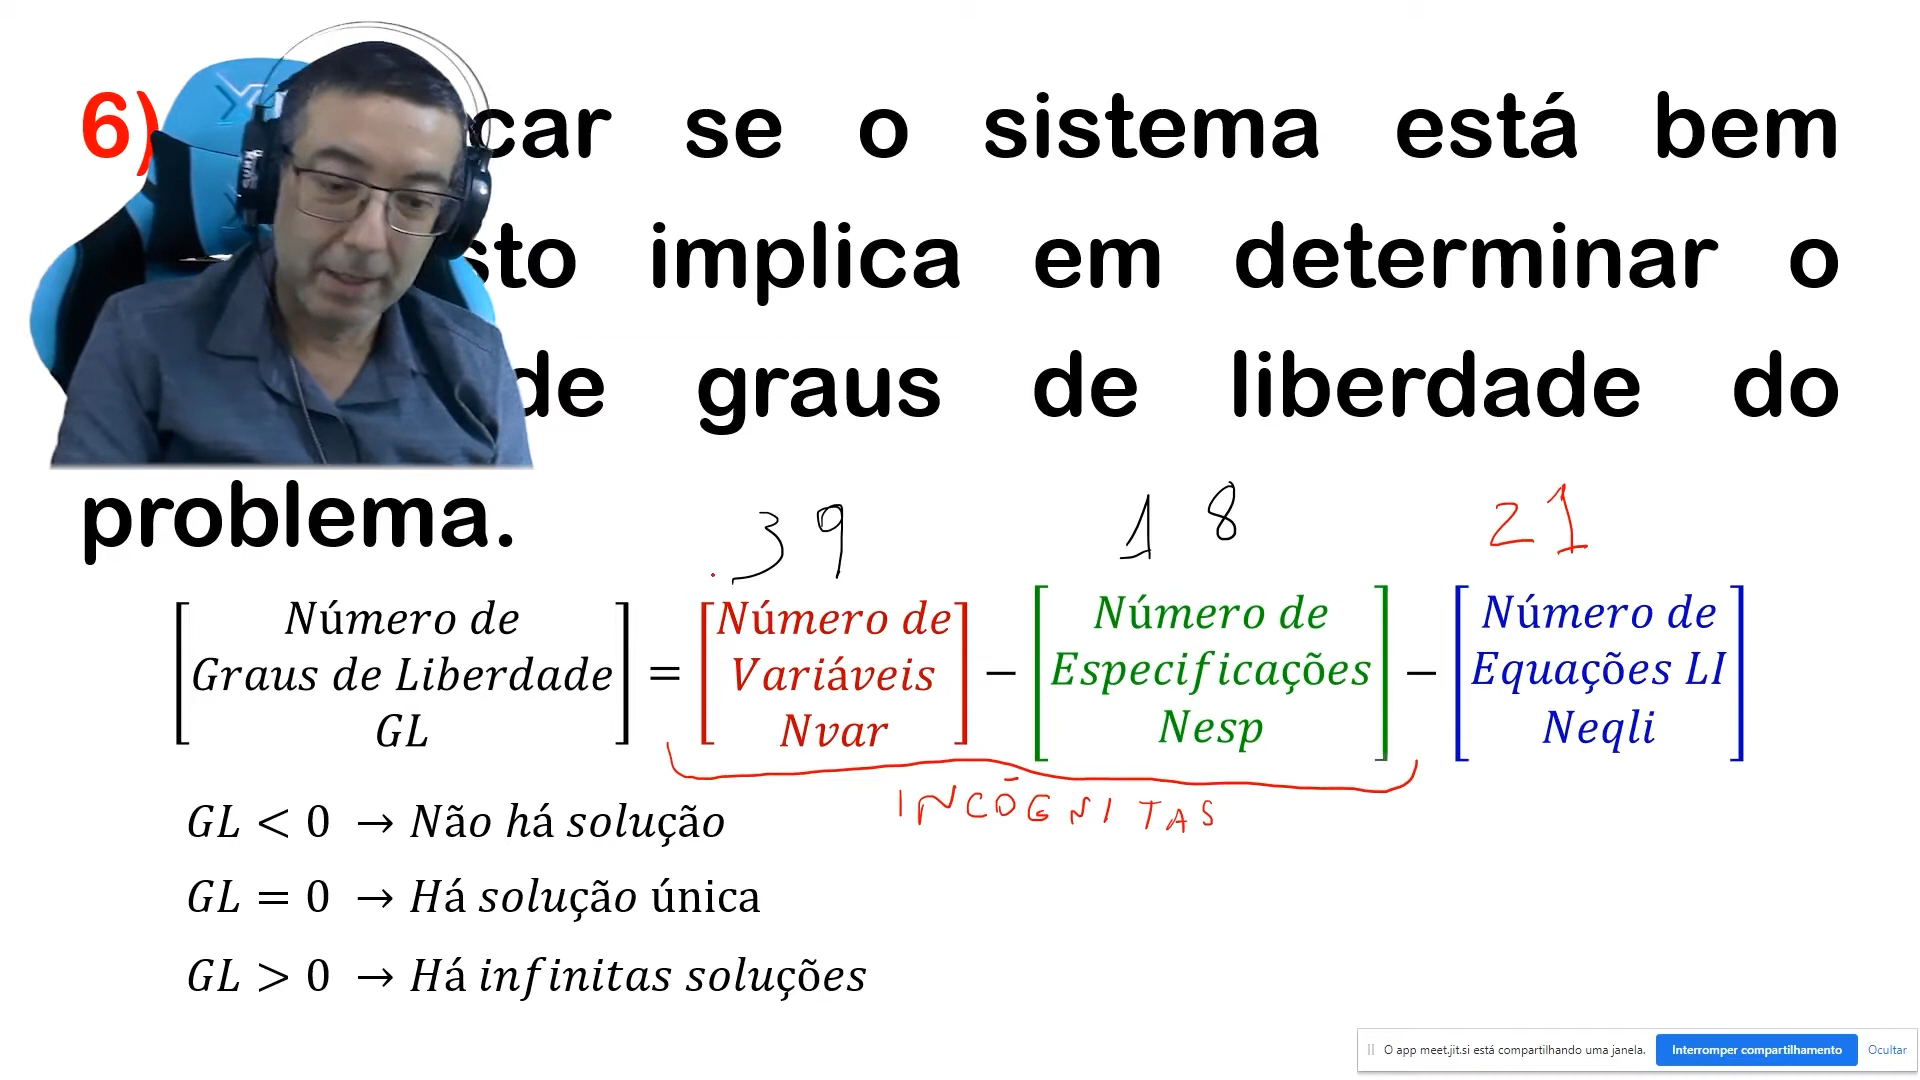 6) car se o sistema está bem
sto implica em determinar o
de graus de liberdade do
problema.
39 18 21
[Número de Graus de Liberdade GL] = [Número de Variáveis Nvar] − [Número de Especificações Nesp] − [Número de Equações LI Neqli]
INCÓGNITAS
GL < 0 → Não há solução
GL = 0 → Há solução única
GL > 0 → Há infinitas soluções
O app meet.jit.si está compartilhando uma janela. Interromper compartilhamento Ocultar